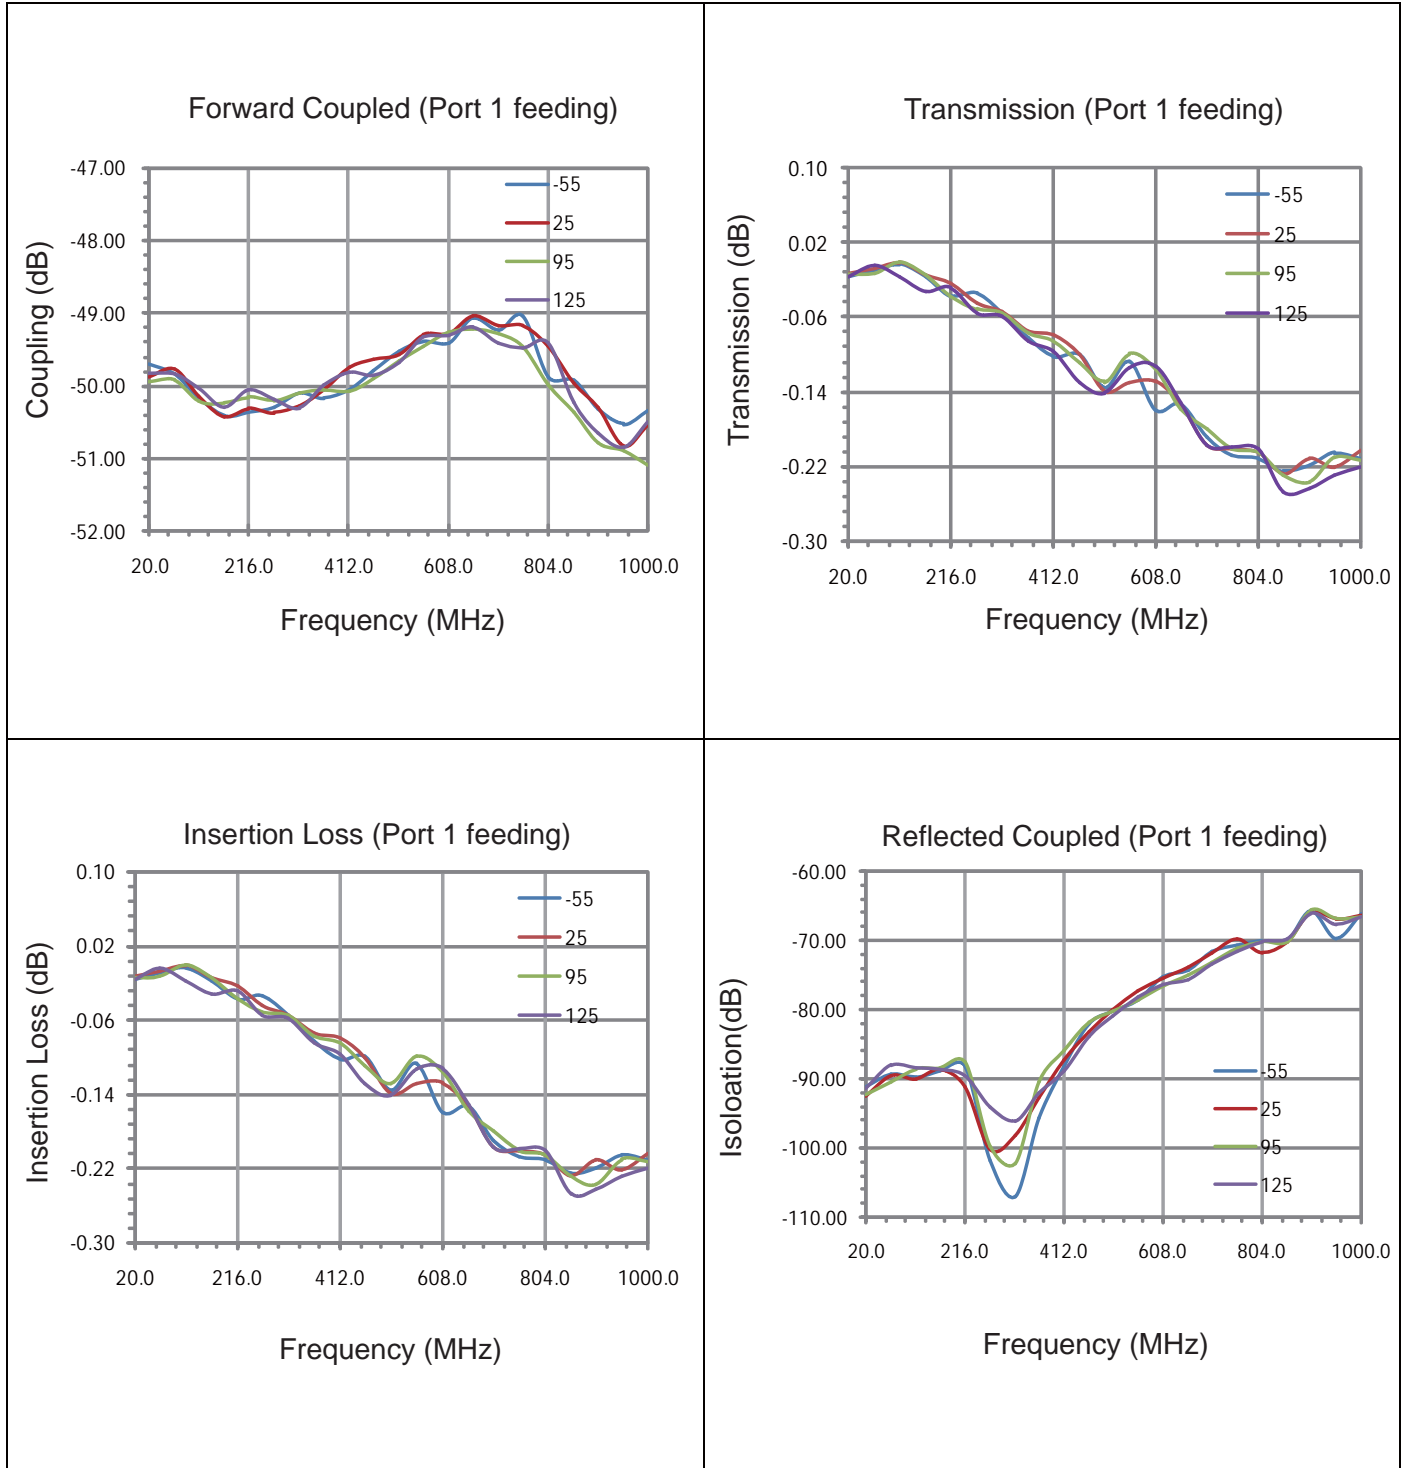 Forward Coupled (Port 1 feeding)
-47.00
-48.00
-49.00
-50.00
-51.00
-52.00
Coupling (dB)
-55
25
95
125
20.0 216.0 412.0 608.0 804.0 1000.0
Frequency (MHz)
Transmission (Port 1 feeding)
0.10
0.02
-0.06
-0.14
-0.22
-0.30
Transmission (dB)
-55
25
95
125
20.0 216.0 412.0 608.0 804.0 1000.0
Frequency (MHz)
Insertion Loss (Port 1 feeding)
0.10
0.02
-0.06
-0.14
-0.22
-0.30
Insertion Loss (dB)
-55
25
95
125
20.0 216.0 412.0 608.0 804.0 1000.0
Frequency (MHz)
Reflected Coupled (Port 1 feeding)
-60.00
-70.00
-80.00
-90.00
-100.00
-110.00
Isoloation(dB)
-55
25
95
125
20.0 216.0 412.0 608.0 804.0 1000.0
Frequency (MHz)